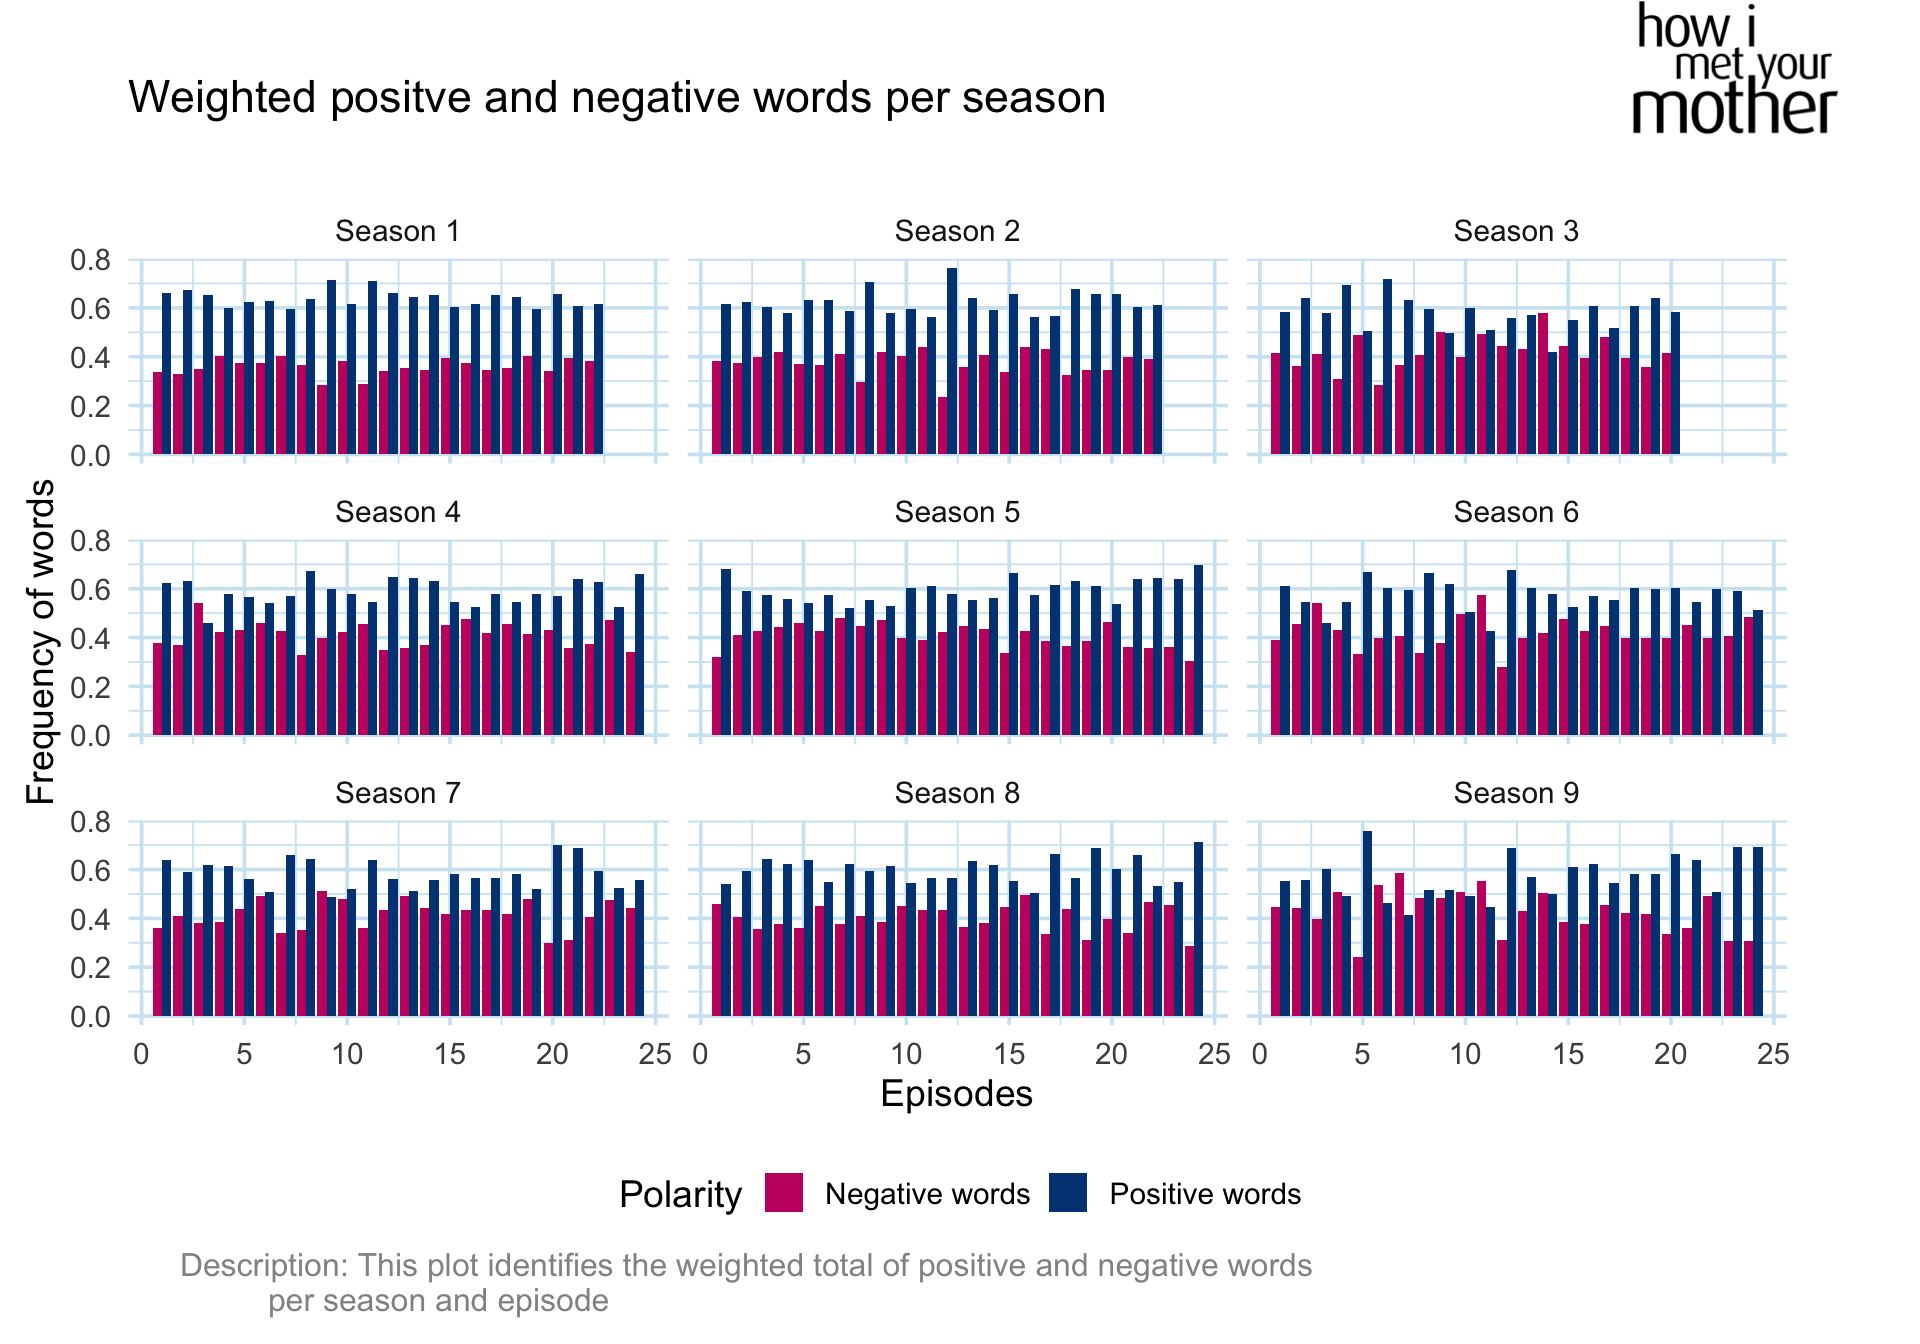 how i
met your
mother
Weighted positve and negative words per season
Season 1
Season 2
Season 3
0.8
0.6
0.4
0.2
0.0
Season 4
Season 5
Season 6
0.8
0.6
0.4
0.2
0.0
Season 7
Season 8
Season 9
0.8
0.6
0.4
0.2
0.0
Frequency of words
0 5 10 15 20 25
0 5 10 15 20 25
0 5 10 15 20 25
Episodes
Polarity Negative words Positive words
Description: This plot identifies the weighted total of positive and negative words
per season and episode